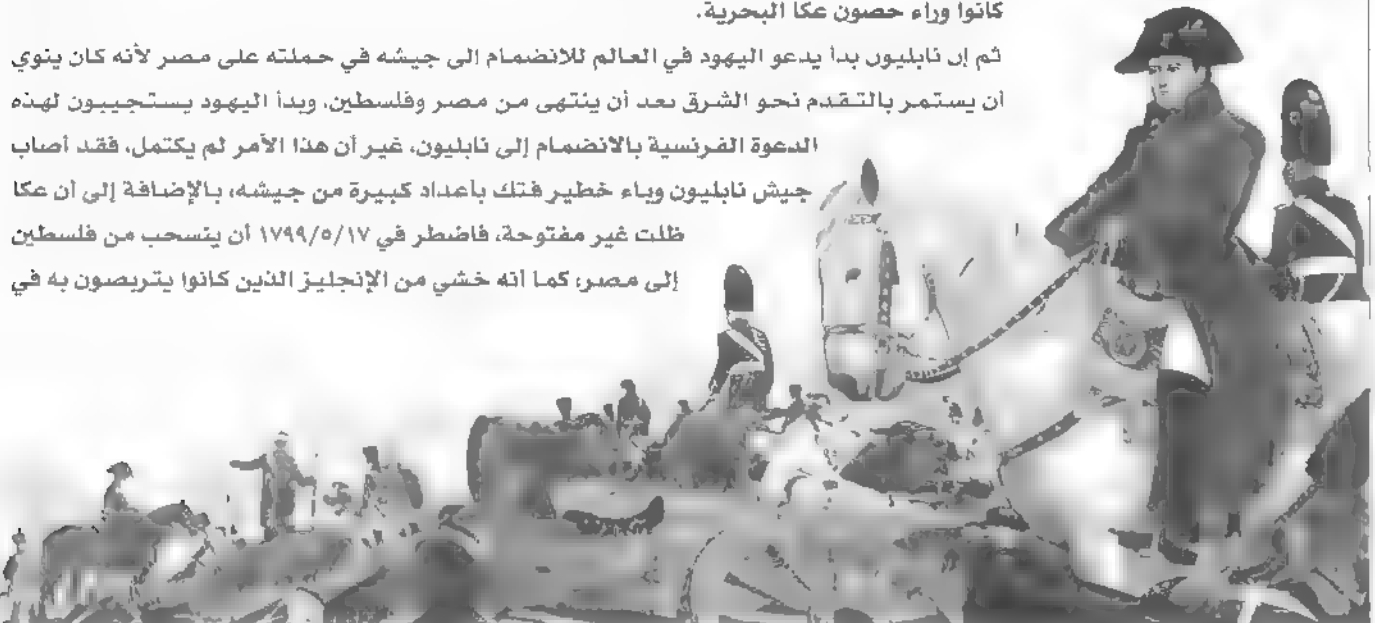 كانوا وراء حصون عكا البحرية.
ثم إن نابليون بدأ يدعو اليهود في العالم للانضمام إلى جيشه في حملته على مصر لأنه كان ينوي
أن يستمر بالتقدم نحو الشرق بعد أن ينتهي من مصر وفلسطين، وبدأ اليهود يستجيبون لهذه
الدعوة الفرنسية بالانضمام إلى نابليون، غير أن هذا الأمر لم يكتمل، فقد أصاب
جيش نابليون وباء خطير فتك بأعداد كبيرة من جيشه، بالإضافة إلى أن عكا
ظلت غير مفتوحة، فاضطر في ١٧‏/٥‏/١٧٩٩ أن ينسحب من فلسطين
إلى مصر، كما أنه خشي من الإنجليز الذين كانوا يتربصون به في